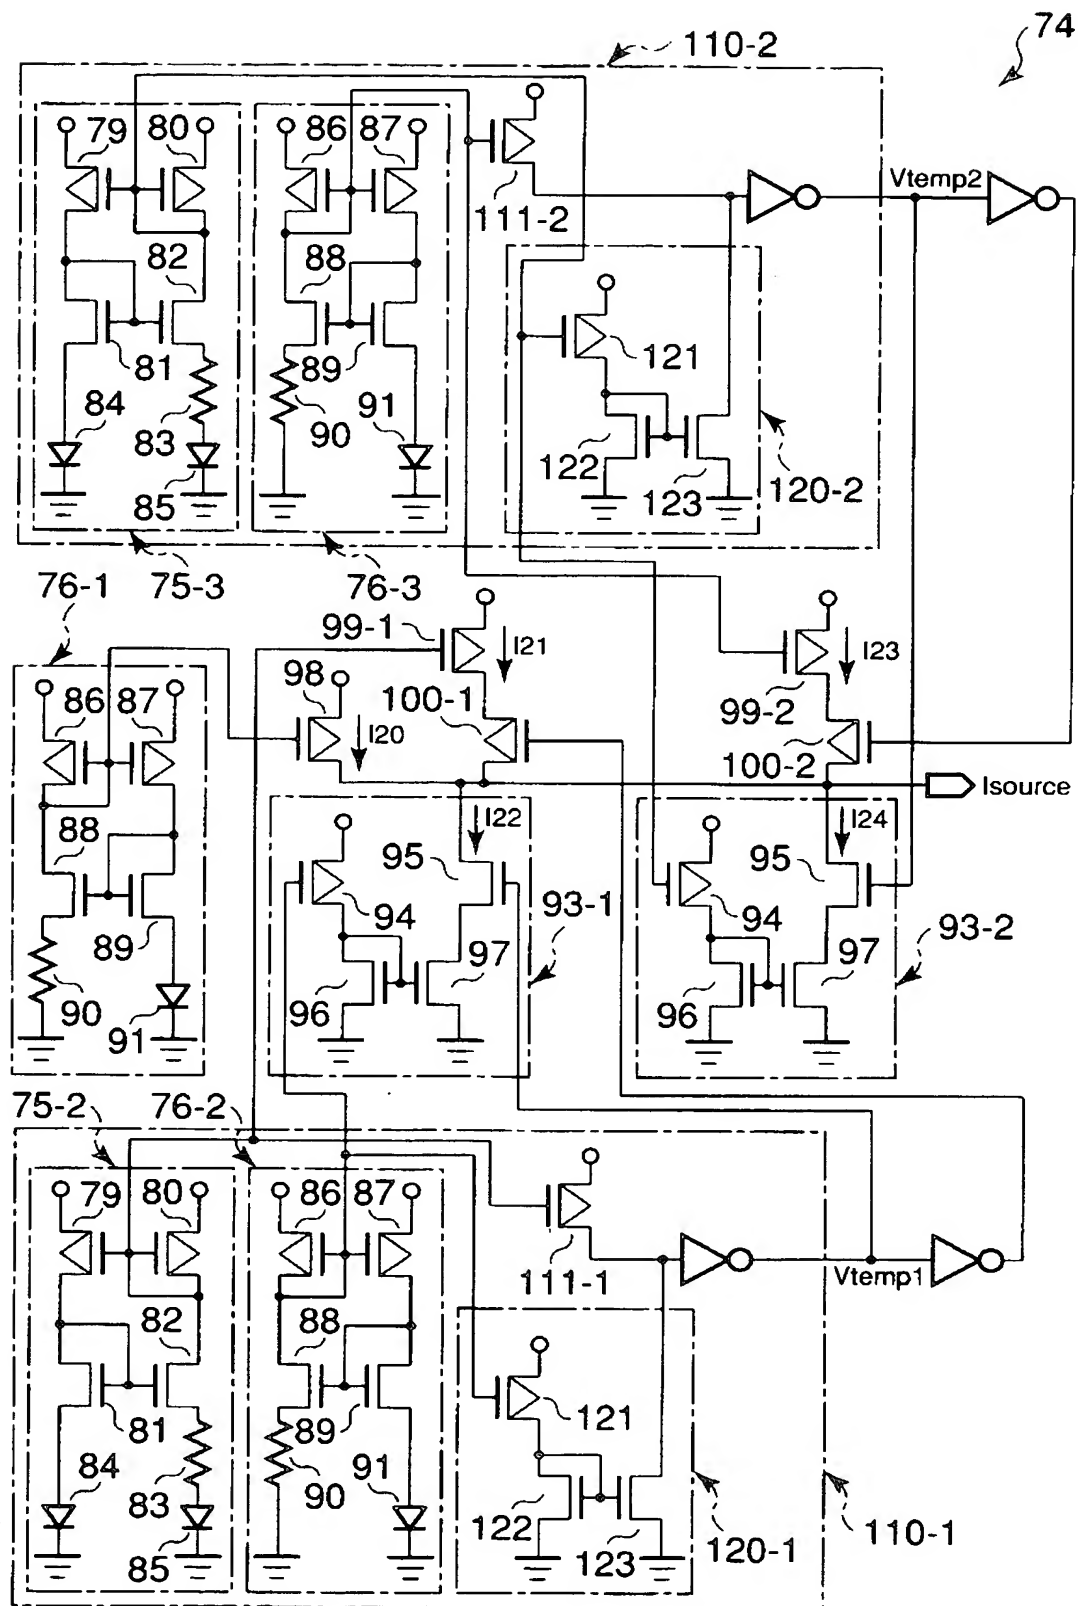 74
110-2
79 80 86 87
111-2
Vtemp2
82 88
81 89 121
84 83 91
90 122 123
85 120-2
75-3 76-3
76-1
99-1 I21 I23
98 100-1 I20 99-2
86 87 100-2
Isource
I22 I24
88 95 95
94 93-1 94 93-2
89 97 97
90 96 96
91
75-2 76-2
79 80 86 87
111-1
Vtemp1
82 88
81 89 121
84 83 91
90 122 123
85 120-1 110-1